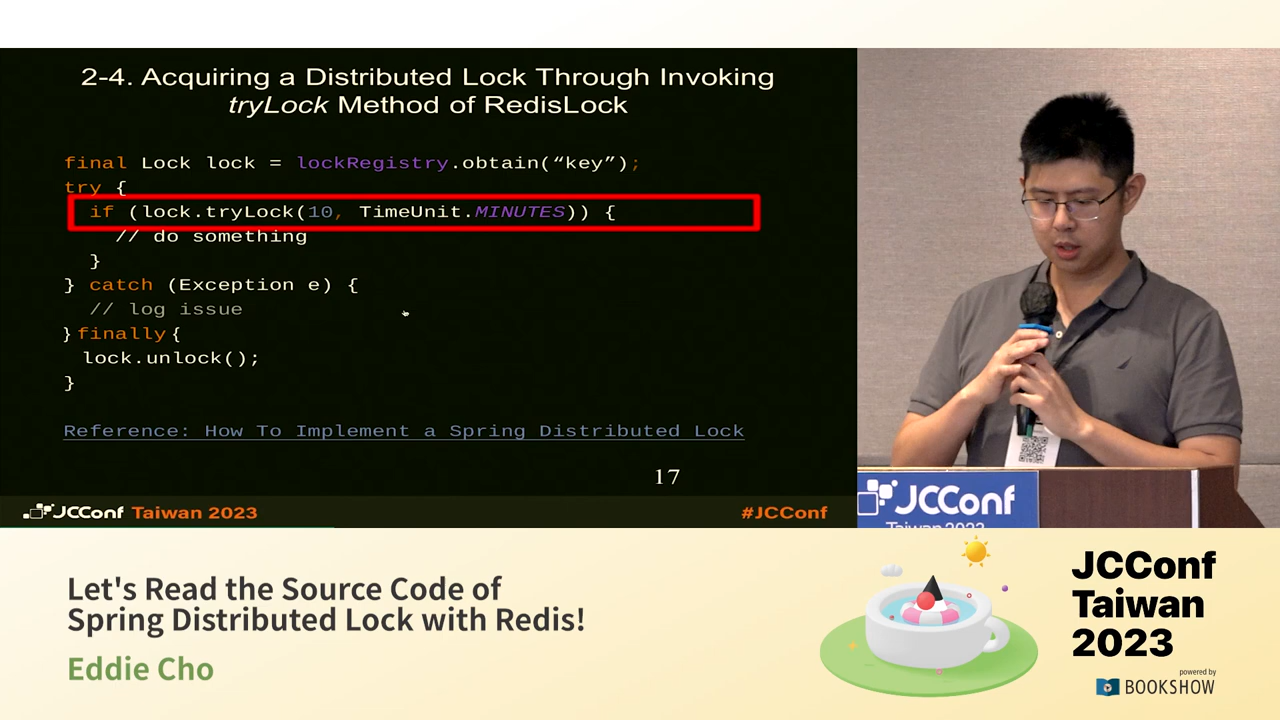 2-4. Acquiring a Distributed Lock Through Invoking
tryLock Method of RedisLock
final Lock lock = lockRegistry.obtain(“key”);
try {
if (lock.tryLock(10, TimeUnit.MINUTES)) {
// do something
}
} catch (Exception e) {
// log issue
}finally{
lock.unlock();
}
Reference: How To Implement a Spring Distributed Lock
17
JCConf Taiwan 2023
#JCConf
JCConf
Taiwan 2023
Let's Read the Source Code of
Spring Distributed Lock with Redis!
Eddie Cho
JCConf
Taiwan
2023
powered by
BOOKSHOW